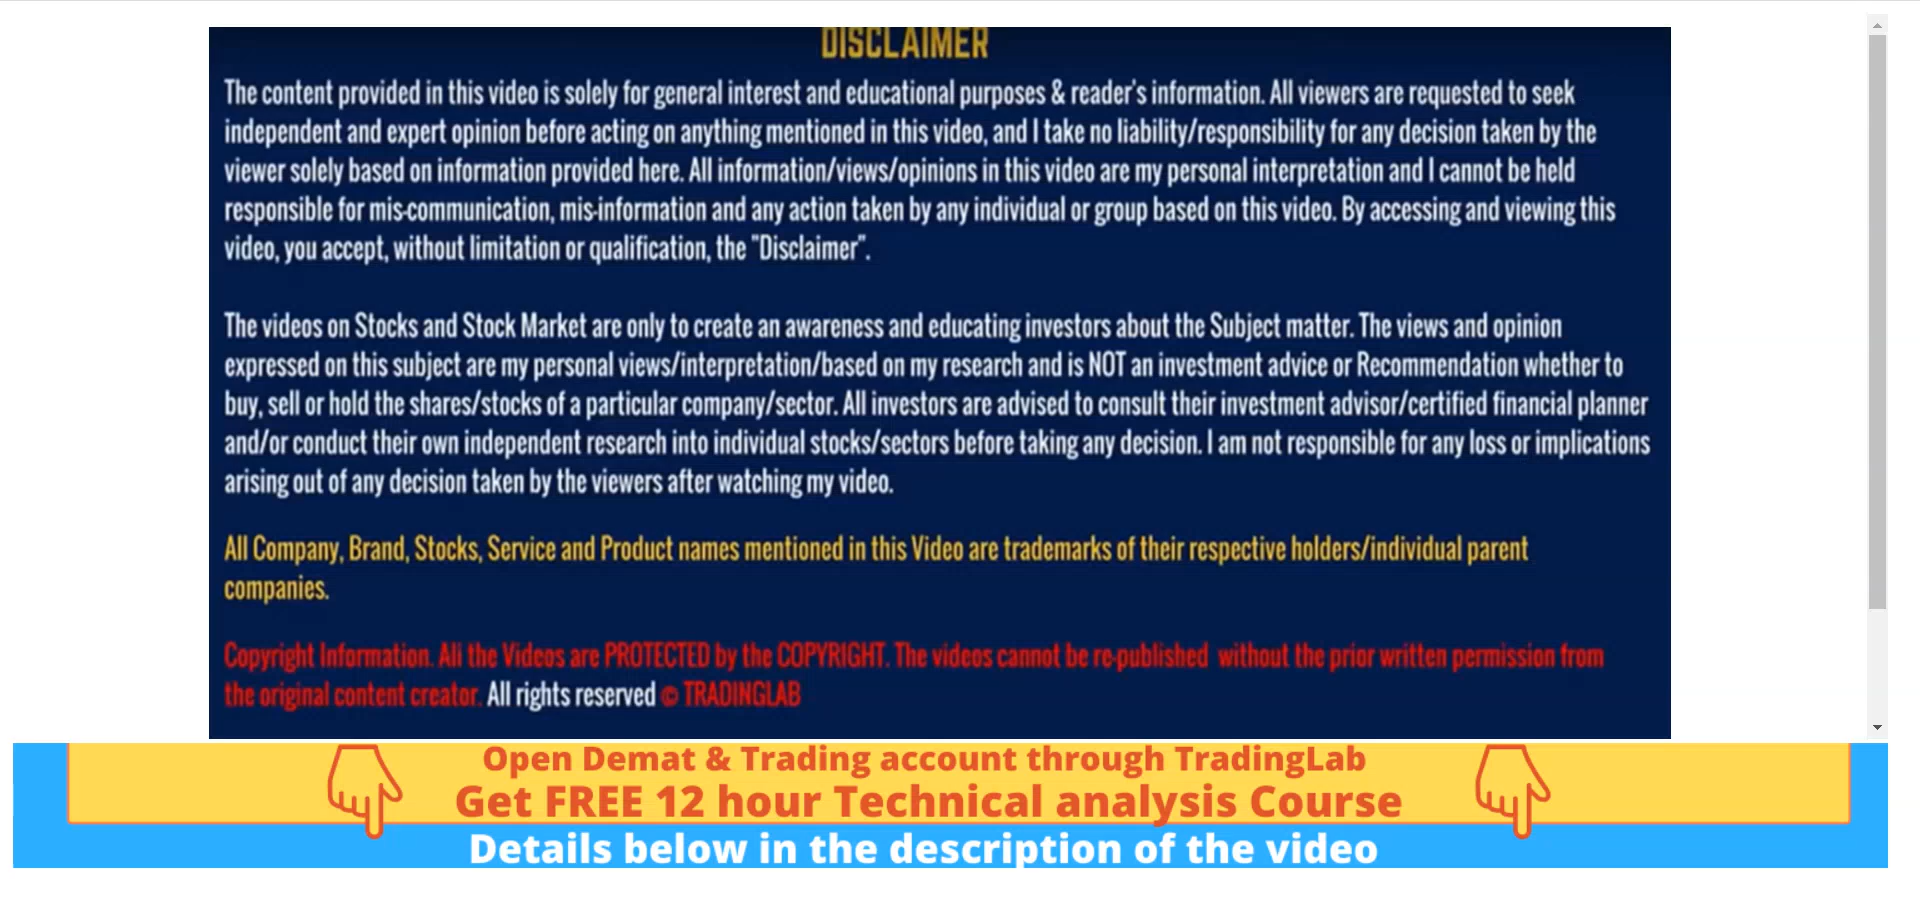 DISCLAIMER
The content provided in this video is solely for general interest and educational purposes & reader's information. All viewers are requested to seek
independent and expert opinion before acting on anything mentioned in this video, and I take no liability/responsibility for any decision taken by the
viewer solely based on information provided here. All information/views/opinions in this video are my personal interpretation and I cannot be held
responsible for mis-communication, mis-information and any action taken by any individual or group based on this video. By accessing and viewing this
video, you accept, without limitation or qualification, the "Disclaimer".
The videos on Stocks and Stock Market are only to create an awareness and educating investors about the Subject matter. The views and opinion
expressed on this subject are my personal views/interpretation/based on my research and is NOT an investment advice or Recommendation whether to
buy, sell or hold the shares/stocks of a particular company/sector. All investors are advised to consult their investment advisor/certified financial planner
and/or conduct their own independent research into individual stocks/sectors before taking any decision. I am not responsible for any loss or implications
arising out of any decision taken by the viewers after watching my video.
All Company, Brand, Stocks, Service and Product names mentioned in this Video are trademarks of their respective holders/individual parent
companies.
Copyright Information. All the Videos are PROTECTED by the COPYRIGHT. The videos cannot be re-published without the prior written permission from
the original content creator. All rights reserved © TRADINGLAB
Open Demat & Trading account through TradingLab
Get FREE 12 hour Technical analysis Course
Details below in the description of the video